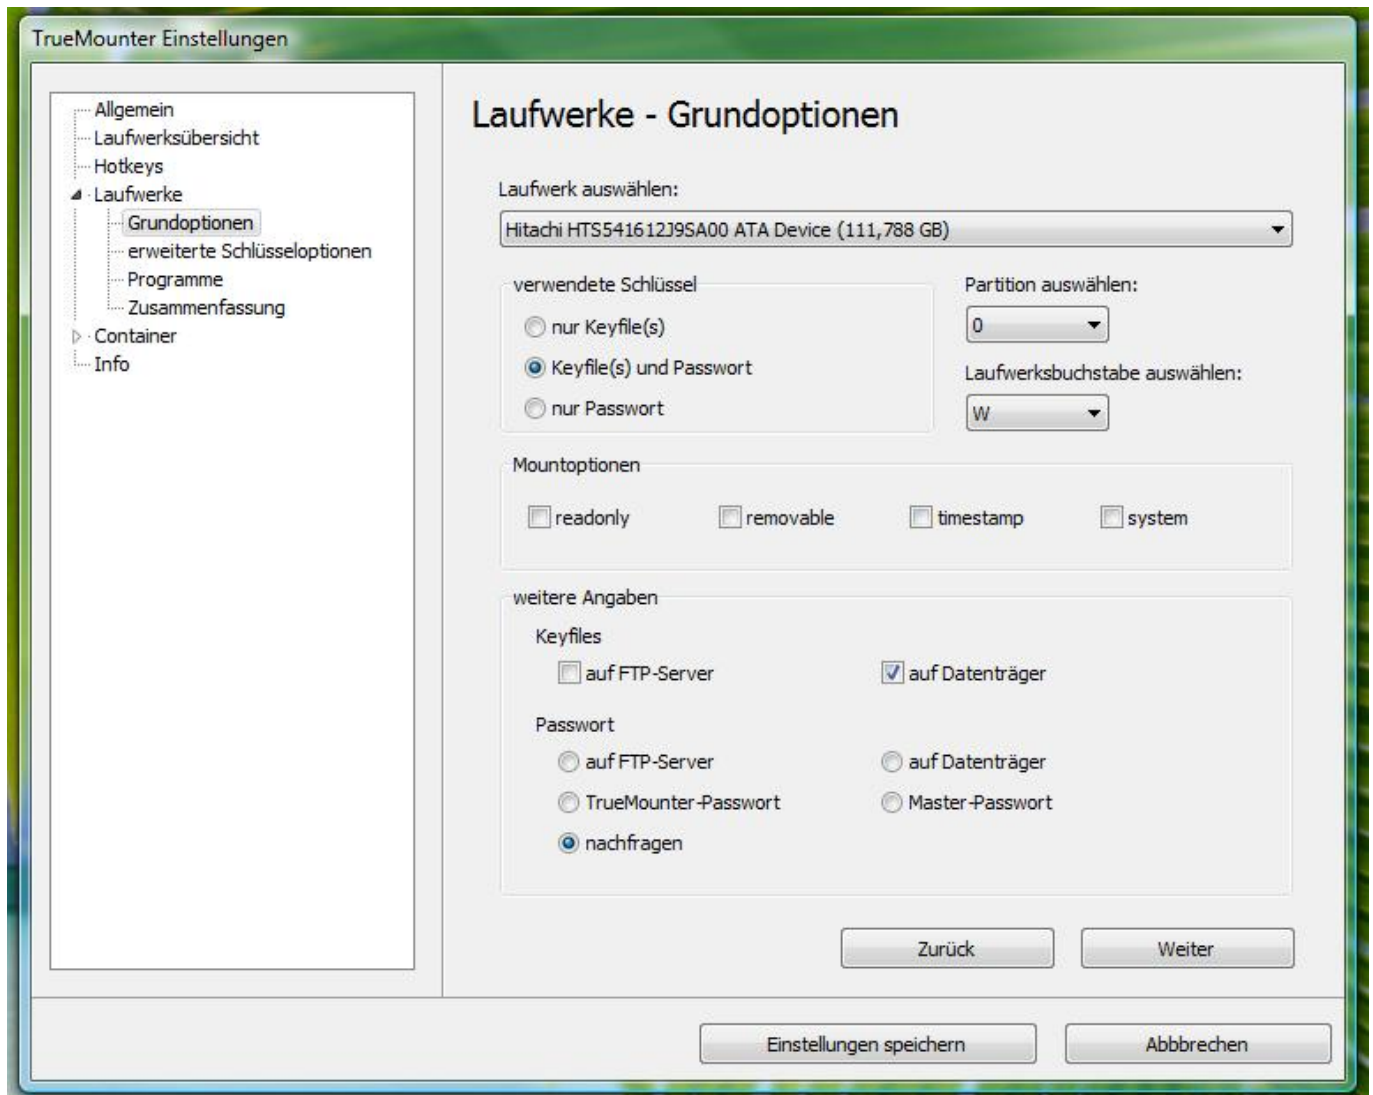 TrueMounter Einstellungen
Allgemein
Laufwerksübersicht
Hotkeys
Laufwerke
Grundoptionen
erweiterte Schlüsseloptionen
Programme
Zusammenfassung
Container
Info
Laufwerke - Grundoptionen
Laufwerk auswählen:
Hitachi HTS541612J9SA00 ATA Device (111,788 GB)
verwendete Schlüssel
nur Keyfile(s)
Keyfile(s) und Passwort
nur Passwort
Partition auswählen:
0
Laufwerksbuchstabe auswählen:
W
Mountoptionen
readonly removable timestamp system
weitere Angaben
Keyfiles
auf FTP-Server auf Datenträger
Passwort
auf FTP-Server auf Datenträger
TrueMounter-Passwort Master-Passwort
nachfragen
Zurück Weiter
Einstellungen speichern Abbbrechen